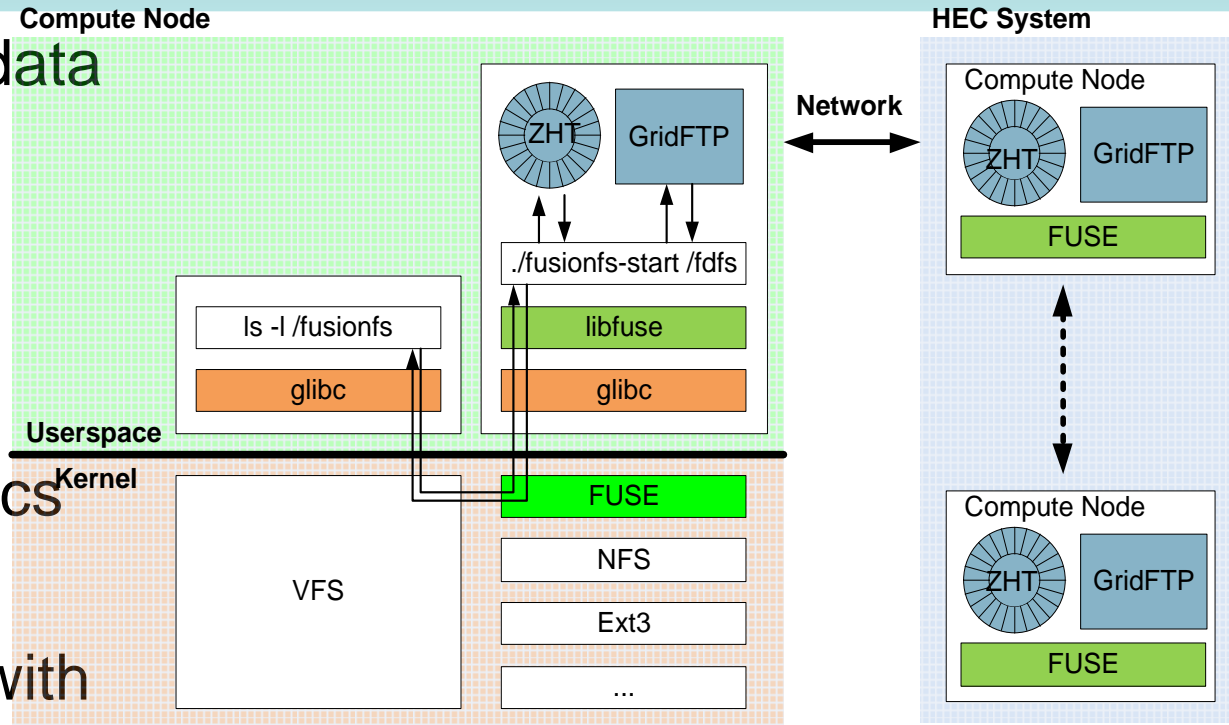 Compute Node
HEC System
data
Compute Node
ZHT
GridFTP
Network
ZHT
GridFTP
FUSE
./fusionfs-start /fdfs
ls -l /fusionfs
libfuse
glibc
glibc
Userspace
Kernel
cs
FUSE
Compute Node
NFS
VFS
ZHT
GridFTP
Ext3
with
FUSE
...